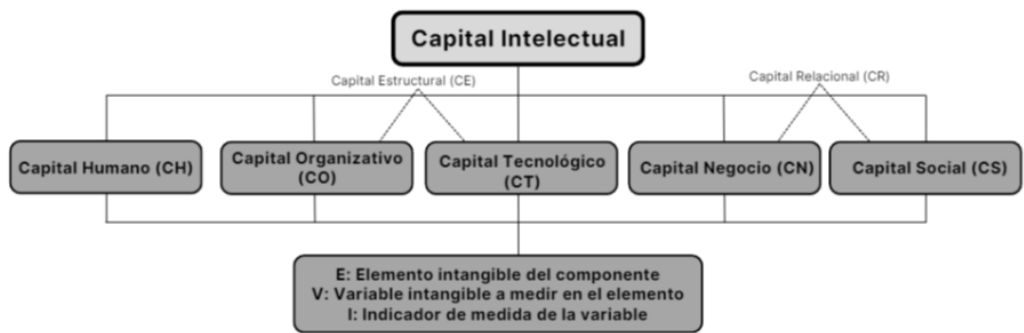 Capital Intelectual
Capital Estructural (CE)
Capital Relacional (CR)
Capital Humano (CH)
Capital Organizativo
(CO)
Capital Tecnológico
(CT)
Capital Negocio (CN)
Capital Social (CS)
E: Elemento intangible del componente
V: Variable intangible a medir en el elemento
I: Indicador de medida de la variable